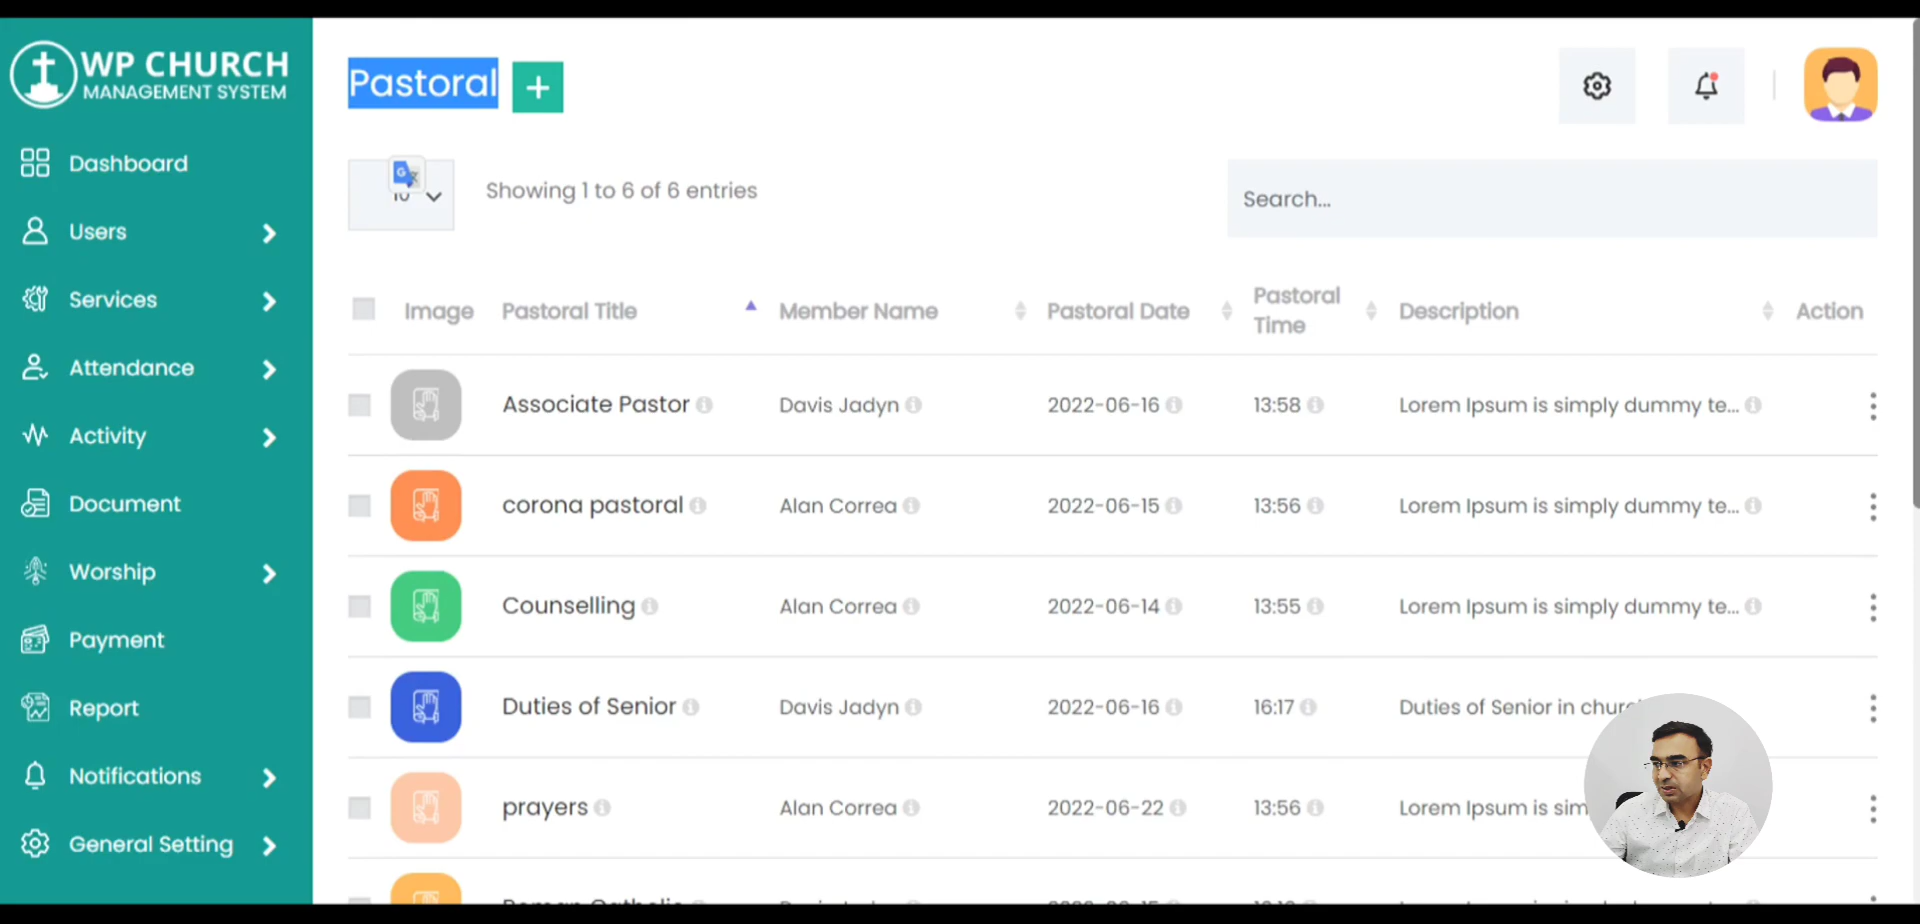 WP CHURCH
MANAGEMENT SYSTEM
Dashboard
Users
Services
Attendance
Activity
Document
Worship
Payment
Report
Notifications
General Setting
Pastoral +
10
Showing 1 to 6 of 6 entries
Search...
Image Pastoral Title Member Name Pastoral Date Pastoral Time Description Action
Associate Pastor Davis Jadyn 2022-06-16 13:58 Lorem Ipsum is simply dummy te...
corona pastoral Alan Correa 2022-06-15 13:56 Lorem Ipsum is simply dummy te...
Counselling Alan Correa 2022-06-14 13:55 Lorem Ipsum is simply dummy te...
Duties of Senior Davis Jadyn 2022-06-16 16:17 Duties of Senior in churc
prayers Alan Correa 2022-06-22 13:56 Lorem Ipsum is sim
Roman Catholic